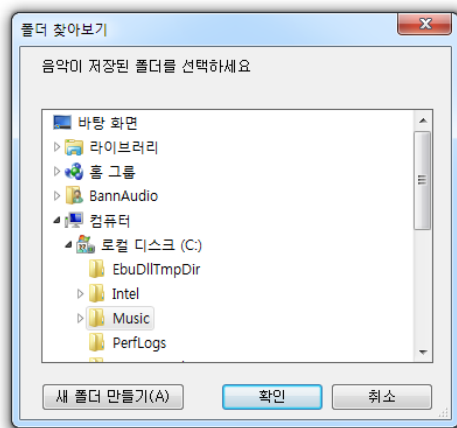 폴더 찾아보기
음악이 저장된 폴더를 선택하세요
바탕 화면
라이브러리
홈 그룹
BannAudio
컴퓨터
로컬 디스크 (C:)
EbuDllTmpDir
Intel
Music
PerfLogs
새 폴더 만들기(A) 확인 취소